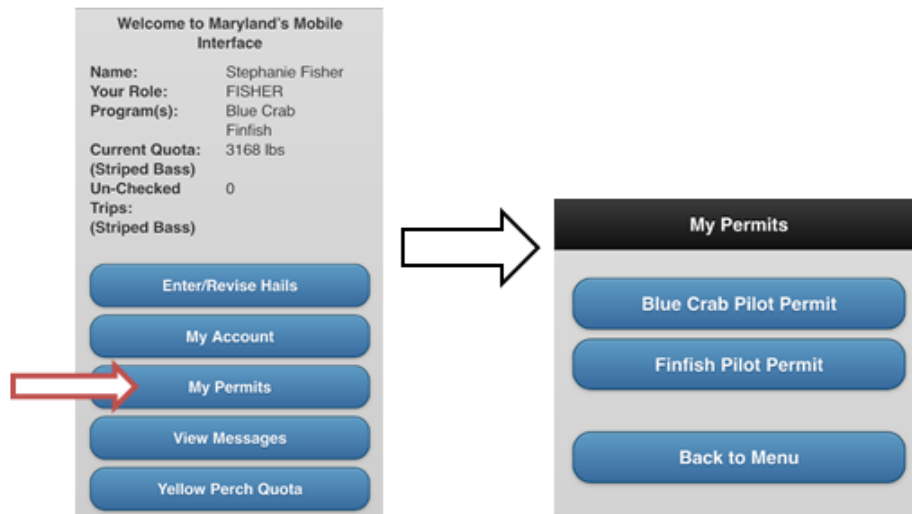 Welcome to Maryland's Mobile
Interface
Name: Stephanie Fisher
Your Role: FISHER
Program(s): Blue Crab
Finfish
Current Quota: 3168 lbs
(Striped Bass)
Un-Checked 0
Trips:
(Striped Bass)
Enter/Revise Hails
My Account
My Permits
View Messages
Yellow Perch Quota
My Permits
Blue Crab Pilot Permit
Finfish Pilot Permit
Back to Menu